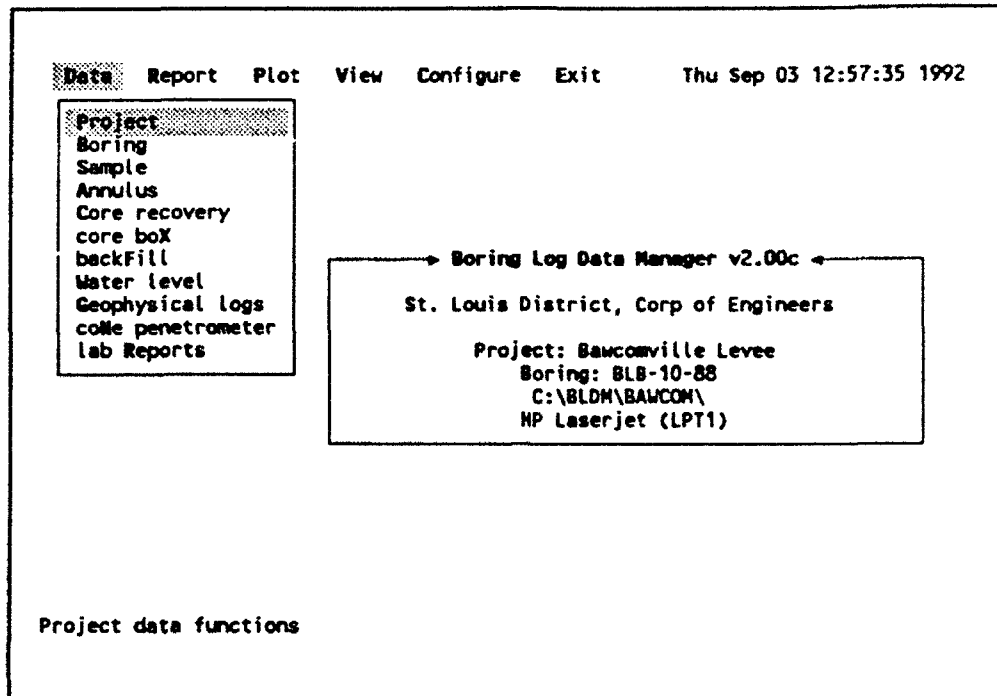 Data Report Plot View Configure Exit Thu Sep 03 12:57:35 1992
Project
Boring
Sample
Annulus
Core recovery
core boX
backFill
Water level
Geophysical logs
coNe penetrometer
lab Reports
Boring Log Data Manager v2.00c
St. Louis District, Corp of Engineers
Project: Bawcomville Levee
Boring: BLB-10-88
C:\BLDM\BAWCOM\
HP Laserjet (LPT1)
Project data functions